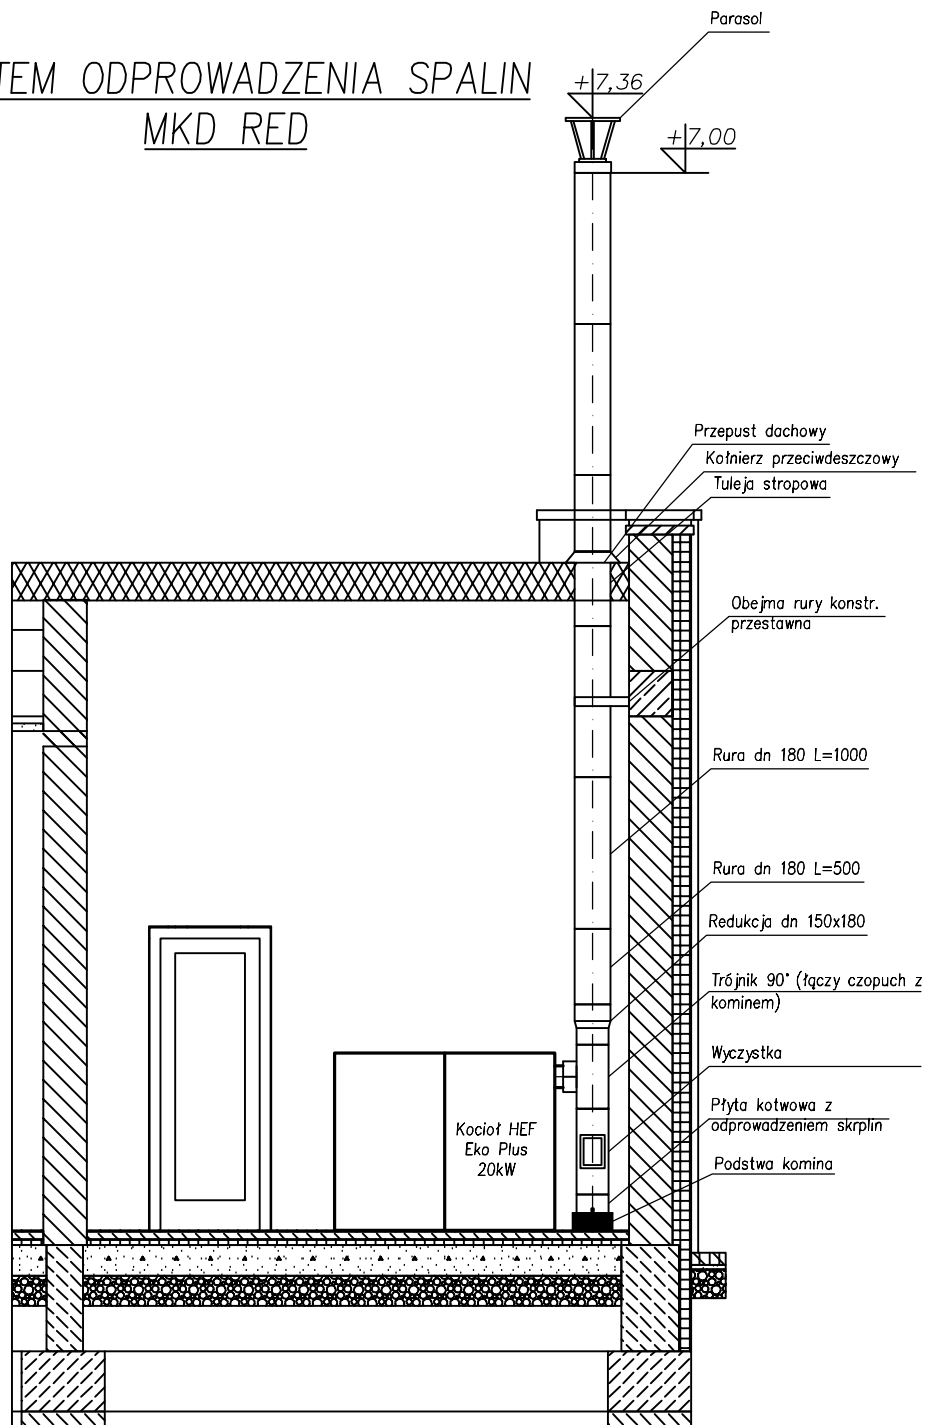 Parasol
TEM ODPROWADZENIA SPALIN
MKD RED
+7,36
+7,00
Przepust dachowy
Kołnierz przeciwdeszczowy
Tuleja stropowa
Obejma rury konstr.
przestawna
Rura dn 180 L=1000
Rura dn 180 L=500
Redukcja dn 150x180
Trójnik 90° (łączy czopuch z
kominem)
Wyczystka
Płyta kotwowa z
odprowadzeniem skrplin
Podstwa komina
Kocioł HEF
Eko Plus
20kW